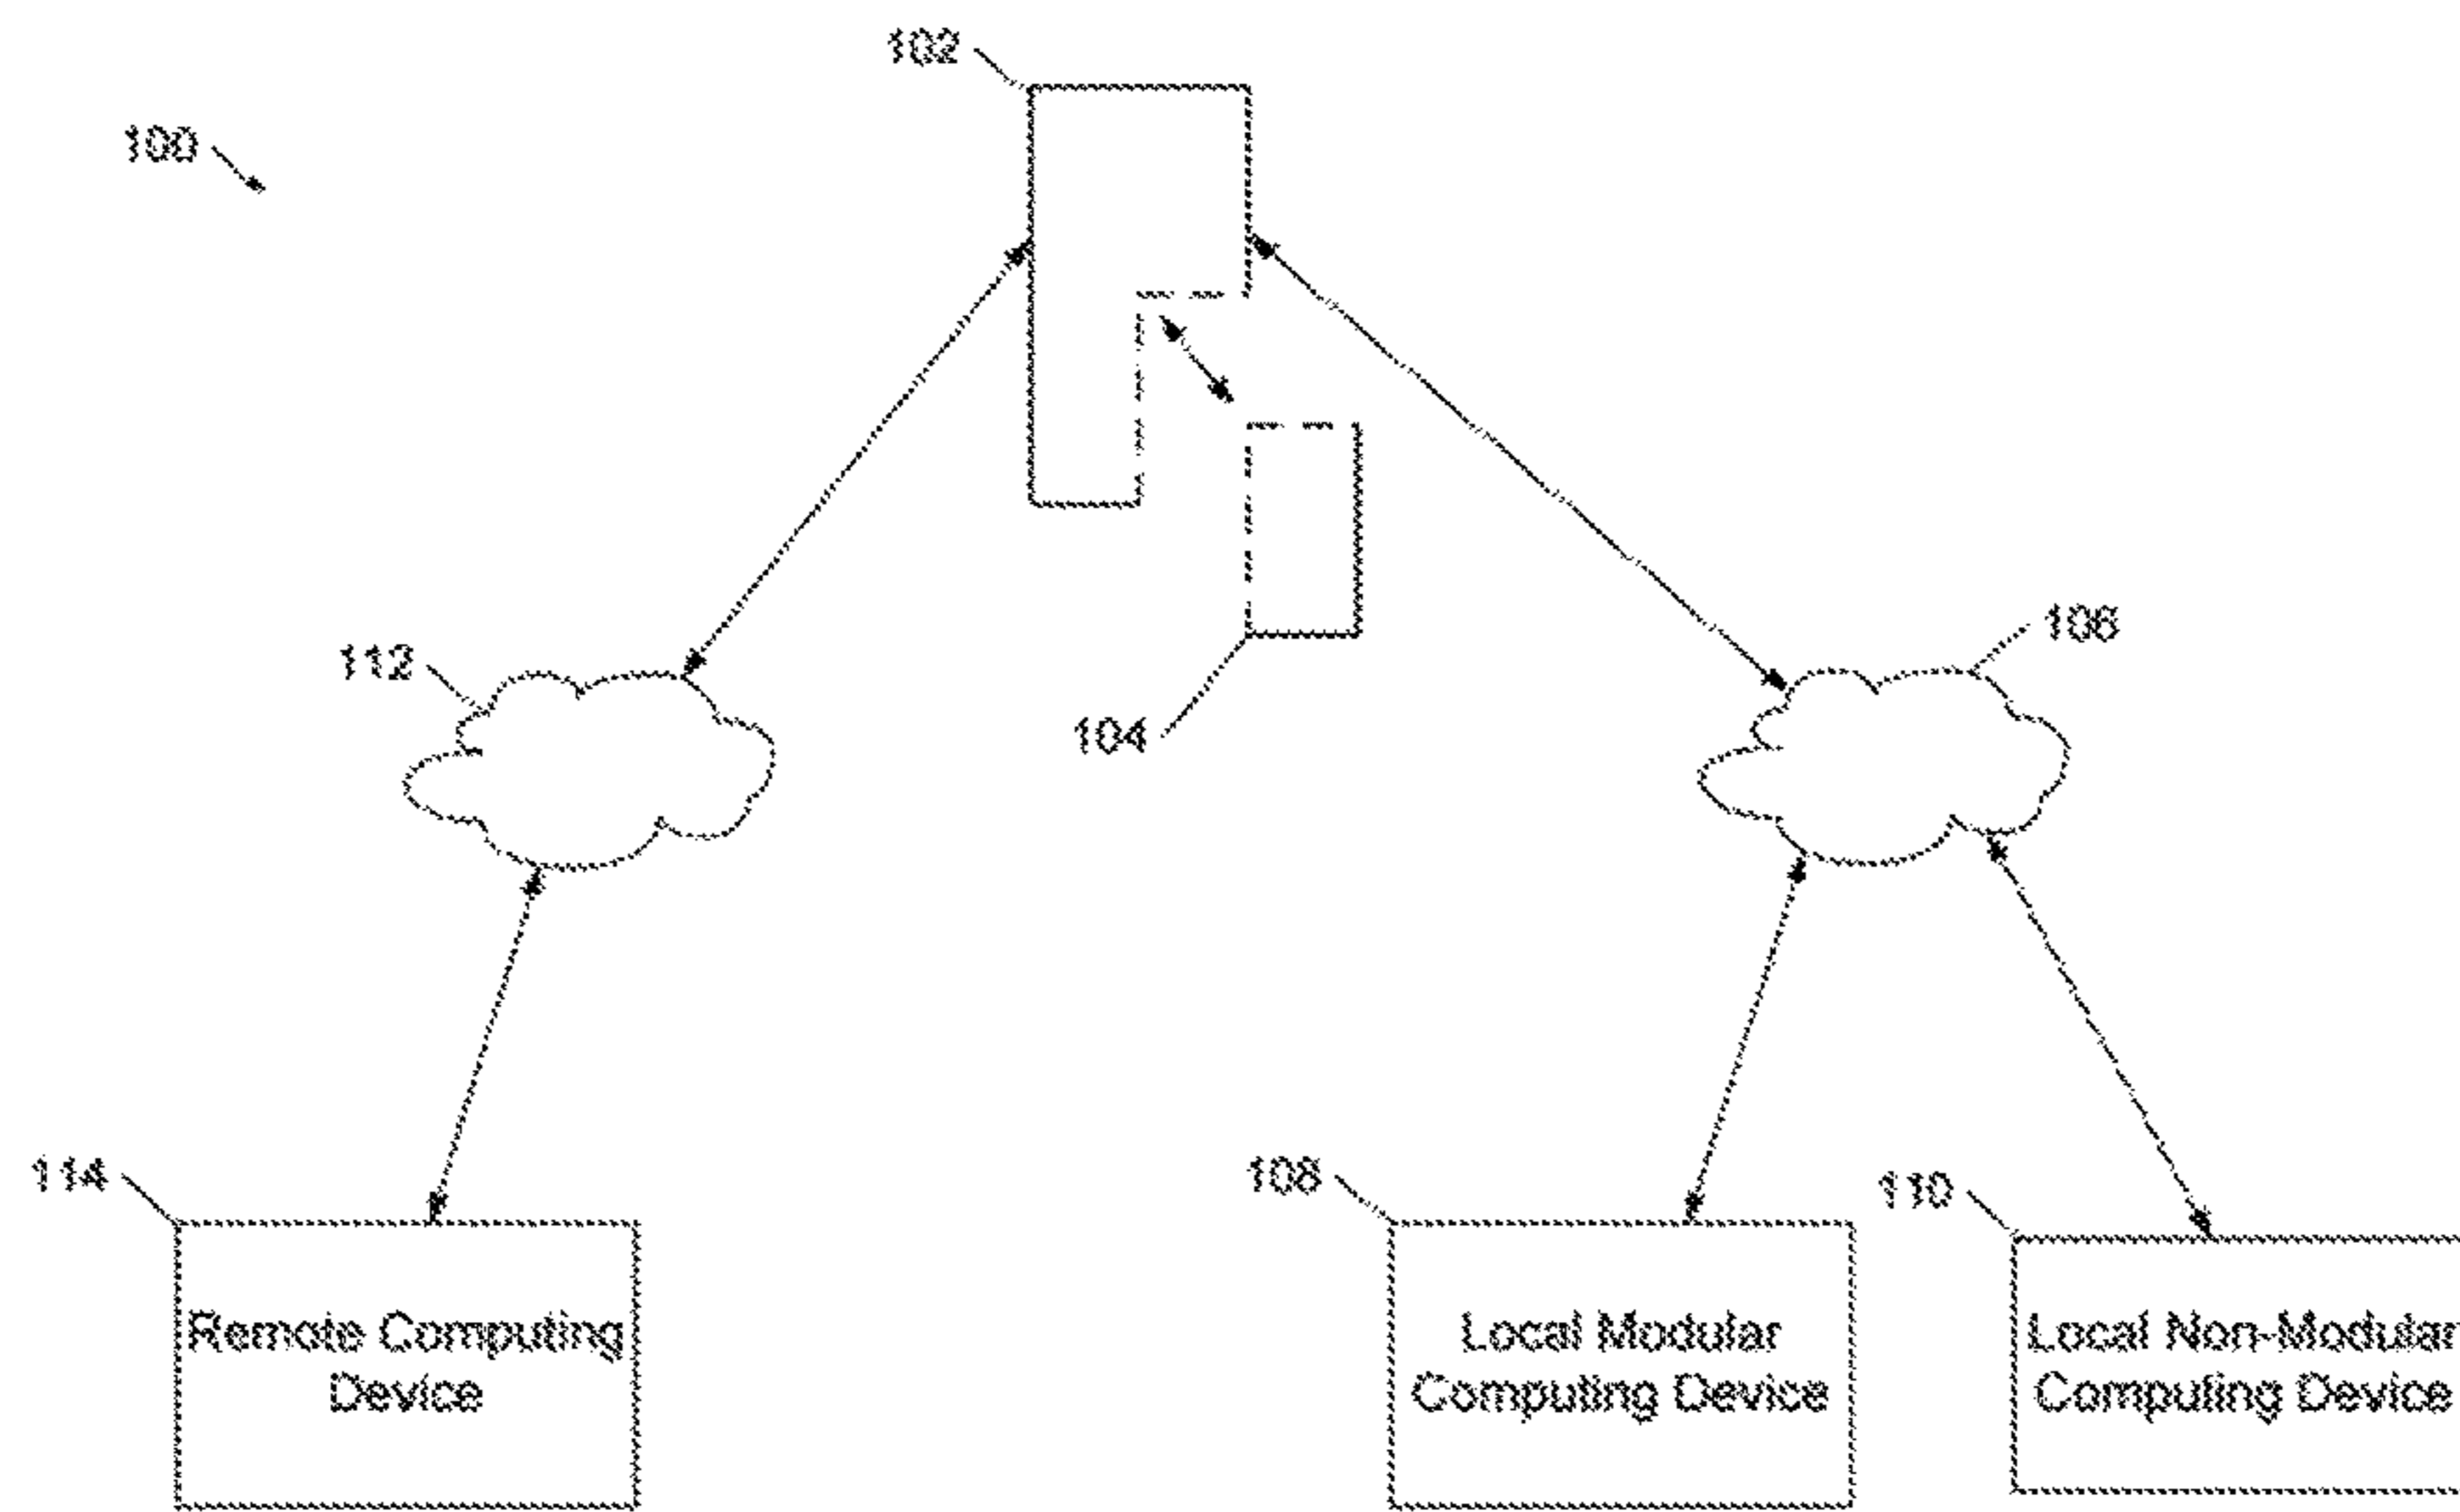 102
100
112
106
104
114
108
110
Remote Computing
Device
Local Modular
Computing Device
Local Non-Modular
Computing Device